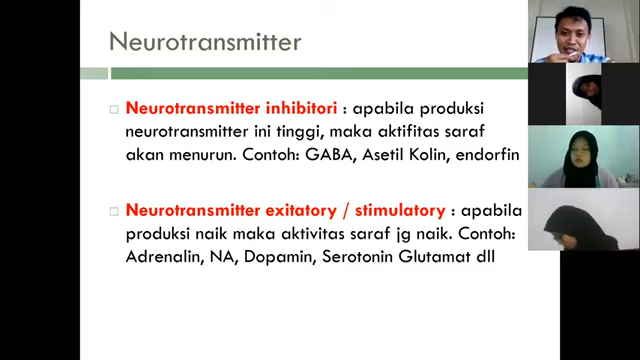 Neurotransmitter
Neurotransmitter inhibitori : apabila produksi
neurotransmitter ini tinggi, maka aktifitas saraf
akan menurun. Contoh: GABA, Asetil Kolin, endorfin
Neurotransmitter exitatory / stimulatory : apabila
produksi naik maka aktivitas saraf jg naik. Contoh:
Adrenalin, NA, Dopamin, Serotonin Glutamat dll